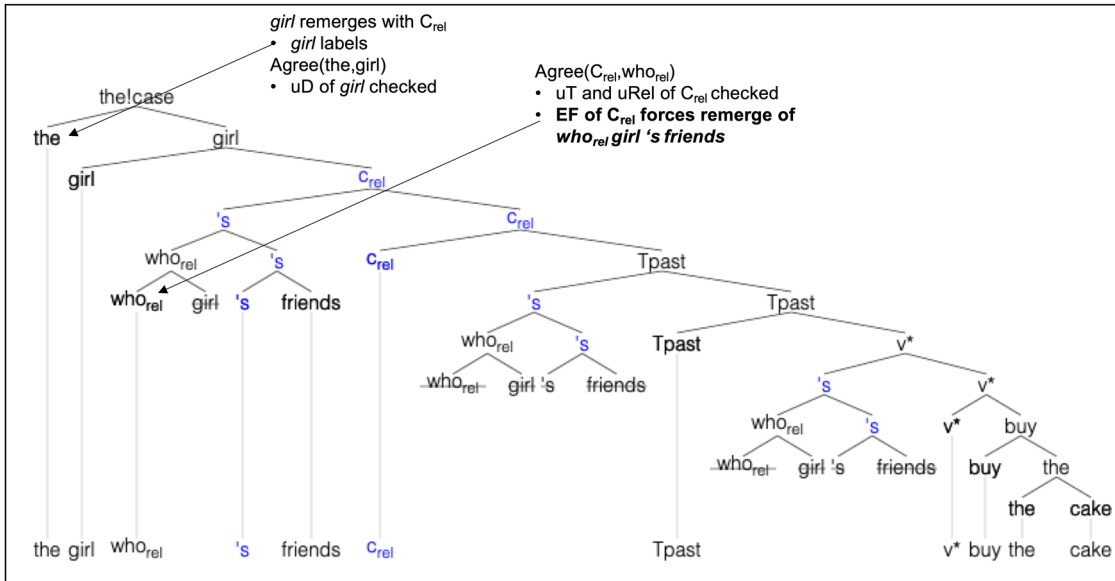 girl remerges with Crel
• girl labels
Agree(the,girl)
• uD of girl checked
Agree(Crel,whorel)
• uT and uRel of Crel checked
• EF of Crel forces remerge of
whorel girl 's friends
the!case
the girl
girl Crel
's Crel
whorel 's Crel Tpast
whorel girl 's friends 's Tpast
whorel 's Tpast v*
whorel girl 's friends 's v*
whorel 's v* buy
whorel girl 's friends buy the
the cake
the girl whorel 's friends Crel Tpast v* buy the cake